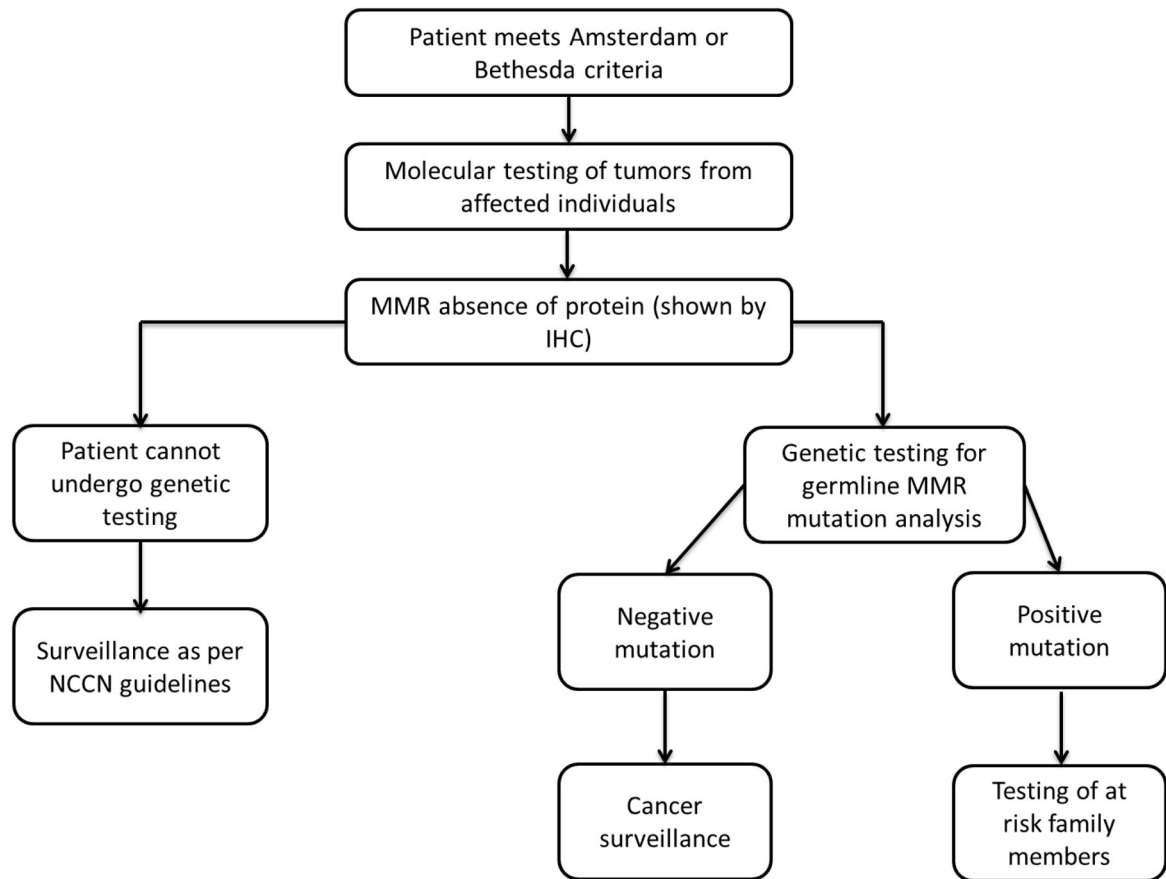 Patient meets Amsterdam or
Bethesda criteria
Molecular testing of tumors from
affected individuals
MMR absence of protein (shown by
IHC)
Patient cannot
undergo genetic
testing
Genetic testing for
germline MMR
mutation analysis
Surveillance as per
NCCN guidelines
Negative
mutation
Positive
mutation
Cancer
surveillance
Testing of at
risk family
members